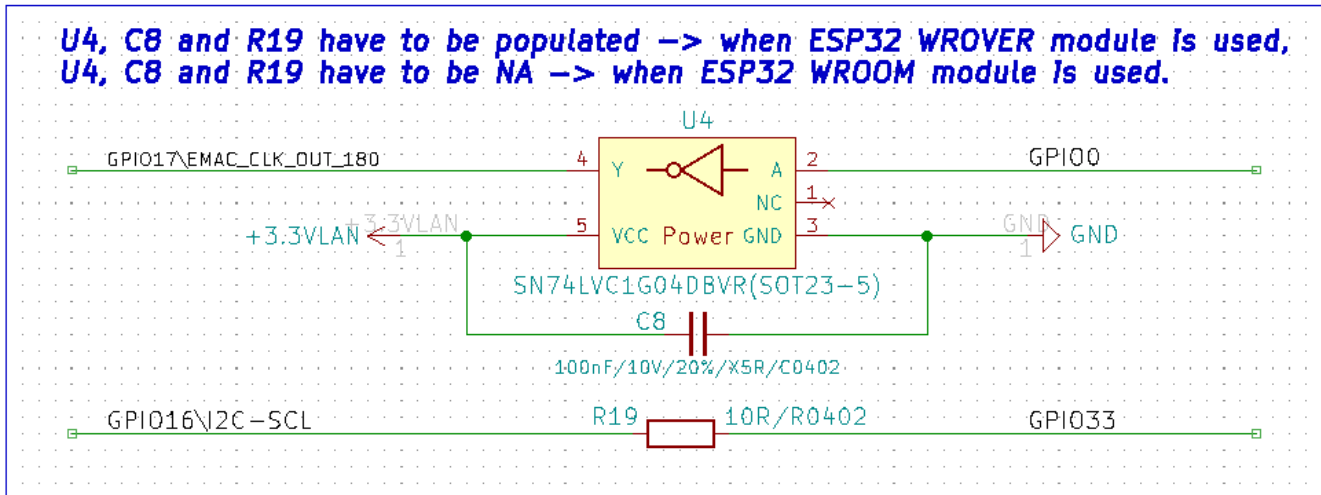 U4, C8 and R19 have to be populated -> when ESP32 WROVER module is used,
U4, C8 and R19 have to be NA -> when ESP32 WROOM module is used.
U4
GPIO17\EMAC_CLK_OUT_180 4 Y A 2 GPIO0
NC 1
+3.3VLAN +3.3VLAN 5 VCC Power GND 3 GND GND
1 1
SN74LVC1G04DBVR(SOT23-5)
C8
100nF/10V/20%/X5R/C0402
GPIO16\I2C-SCL R19 10R/R0402 GPIO33